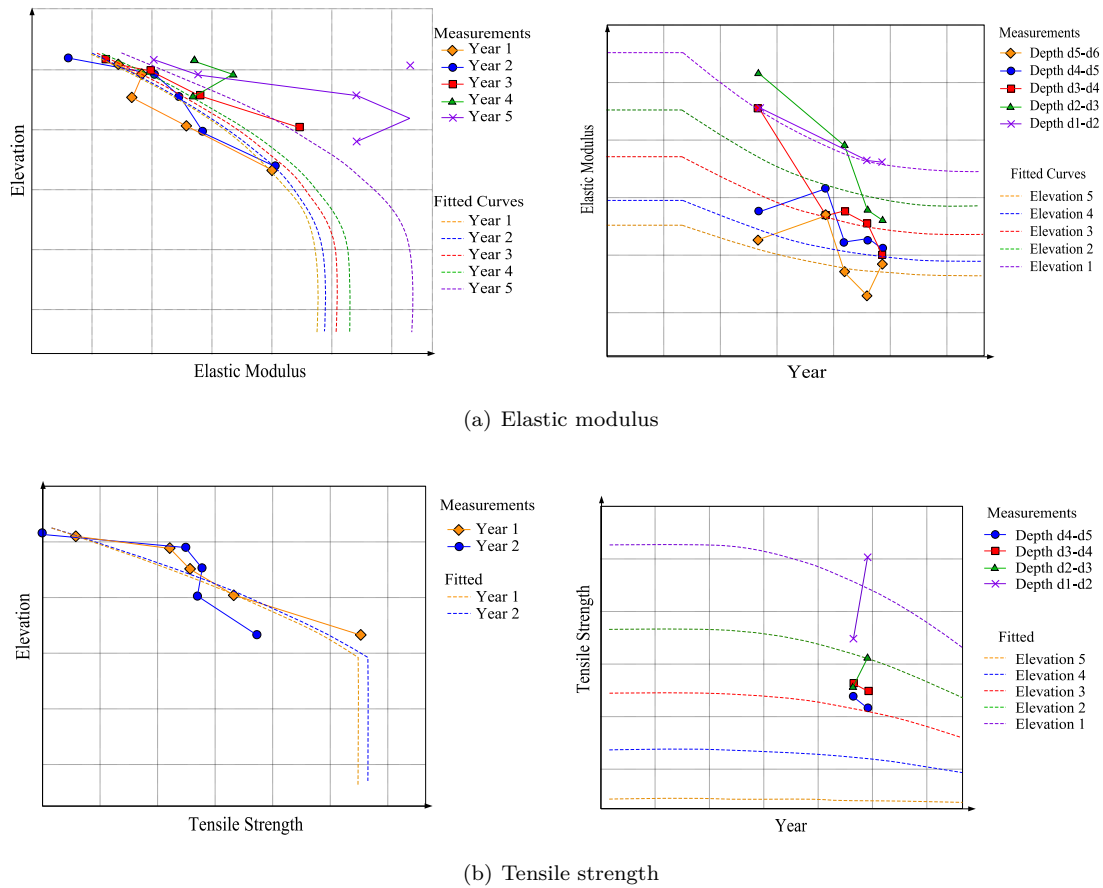 Measurements
Year 1
Year 2
Year 3
Year 4
Year 5
Fitted Curves
Year 1
Year 2
Year 3
Year 4
Year 5
Elevation
Elastic Modulus
Measurements
Depth d5-d6
Depth d4-d5
Depth d3-d4
Depth d2-d3
Depth d1-d2
Fitted Curves
Elevation 5
Elevation 4
Elevation 3
Elevation 2
Elevation 1
Elastic Modulus
Year
(a) Elastic modulus
Measurements
Year 1
Year 2
Fitted
Year 1
Year 2
Elevation
Tensile Strength
Measurements
Depth d4-d5
Depth d3-d4
Depth d2-d3
Depth d1-d2
Fitted
Elevation 5
Elevation 4
Elevation 3
Elevation 2
Elevation 1
Tensile Strength
Year
(b) Tensile strength